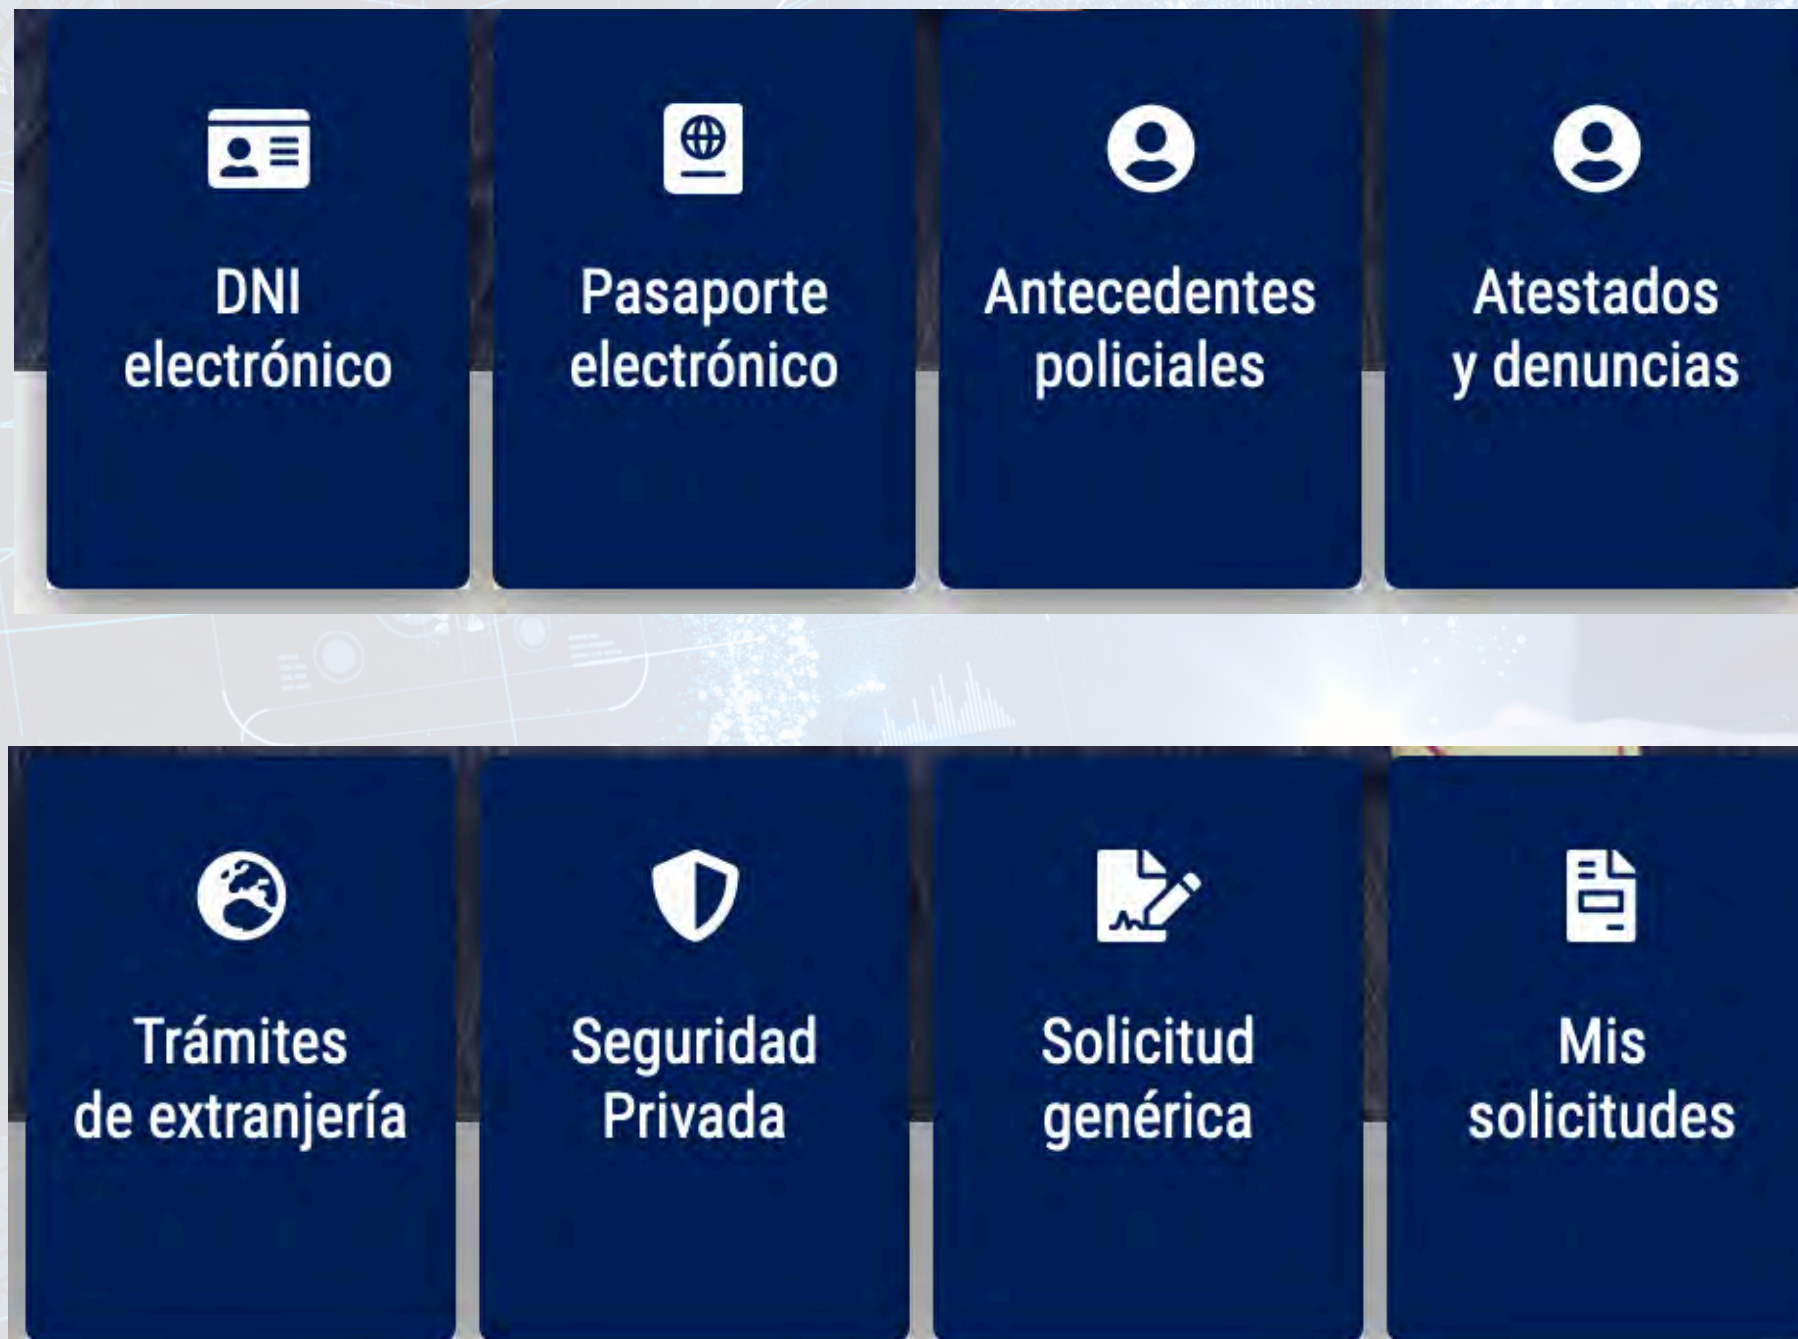 DNI
electrónico
Pasaporte
electrónico
Antecedentes
policiales
Atestados
y denuncias
Trámites
de extranjería
Seguridad
Privada
Solicitud
genérica
Mis
solicitudes